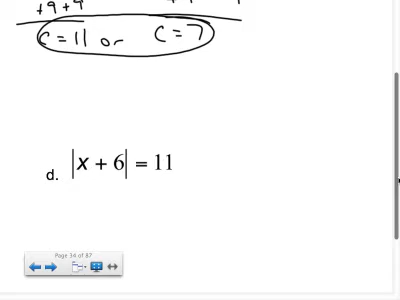 +9 +9
c = 11 or c = 7
d. |x + 6| = 11
Page 34 of 87